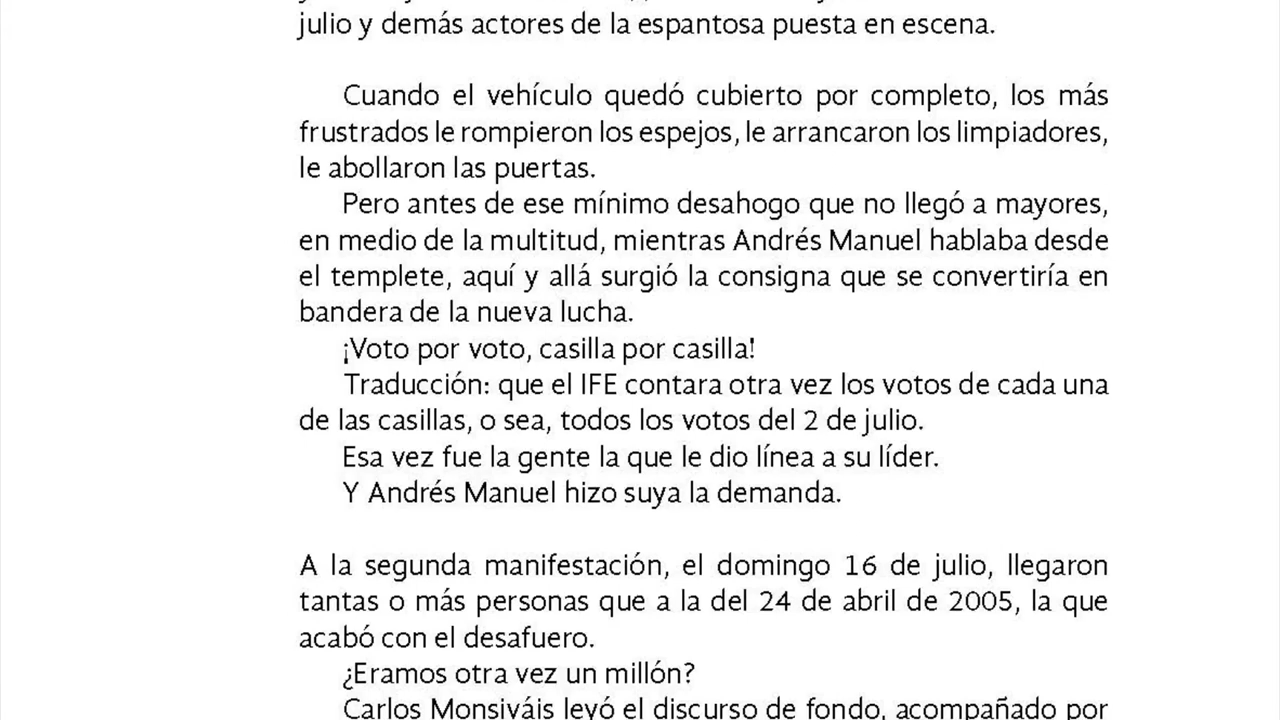 julio y demás actores de la espantosa puesta en escena.
Cuando el vehículo quedó cubierto por completo, los más
frustrados le rompieron los espejos, le arrancaron los limpiadores,
le abollaron las puertas.
Pero antes de ese mínimo desahogo que no llegó a mayores,
en medio de la multitud, mientras Andrés Manuel hablaba desde
el templete, aquí y allá surgió la consigna que se convertiría en
bandera de la nueva lucha.
¡Voto por voto, casilla por casilla!
Traducción: que el IFE contara otra vez los votos de cada una
de las casillas, o sea, todos los votos del 2 de julio.
Esa vez fue la gente la que le dio línea a su líder.
Y Andrés Manuel hizo suya la demanda.
A la segunda manifestación, el domingo 16 de julio, llegaron
tantas o más personas que a la del 24 de abril de 2005, la que
acabó con el desafuero.
¿Eramos otra vez un millón?
Carlos Monsiváis leyó el discurso de fondo, acompañado por